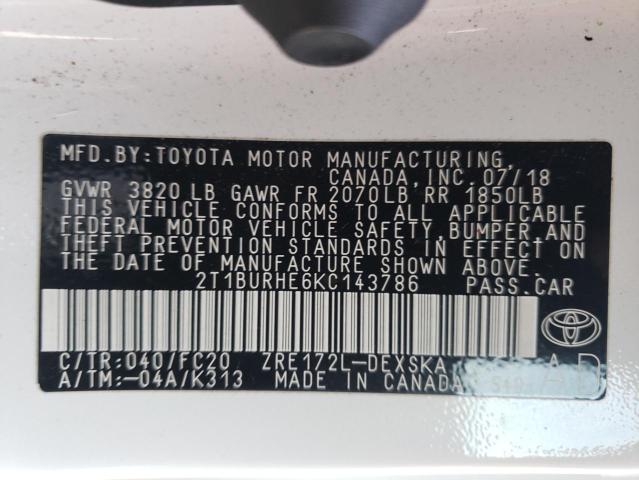 MFD. BY: TOYOTA MOTOR MANUFACTURING,
CANADA, INC. 07/18
GVWR 3820 LB GAWR FR 2070LB RR 1850LB
THIS VEHICLE CONFORMS TO ALL APPLICABLE
FEDERAL MOTOR VEHICLE SAFETY, BUMPER AND
THEFT PREVENTION STANDARDS IN EFFECT ON
THE DATE OF MANUFACTURE SHOWN ABOVE.
2T1BURHE6KC143786 PASS. CAR
C/TR: 040/FC20 ZRE172L-DEXSKA
A/TM: -04A/K313 MADE IN CANADA